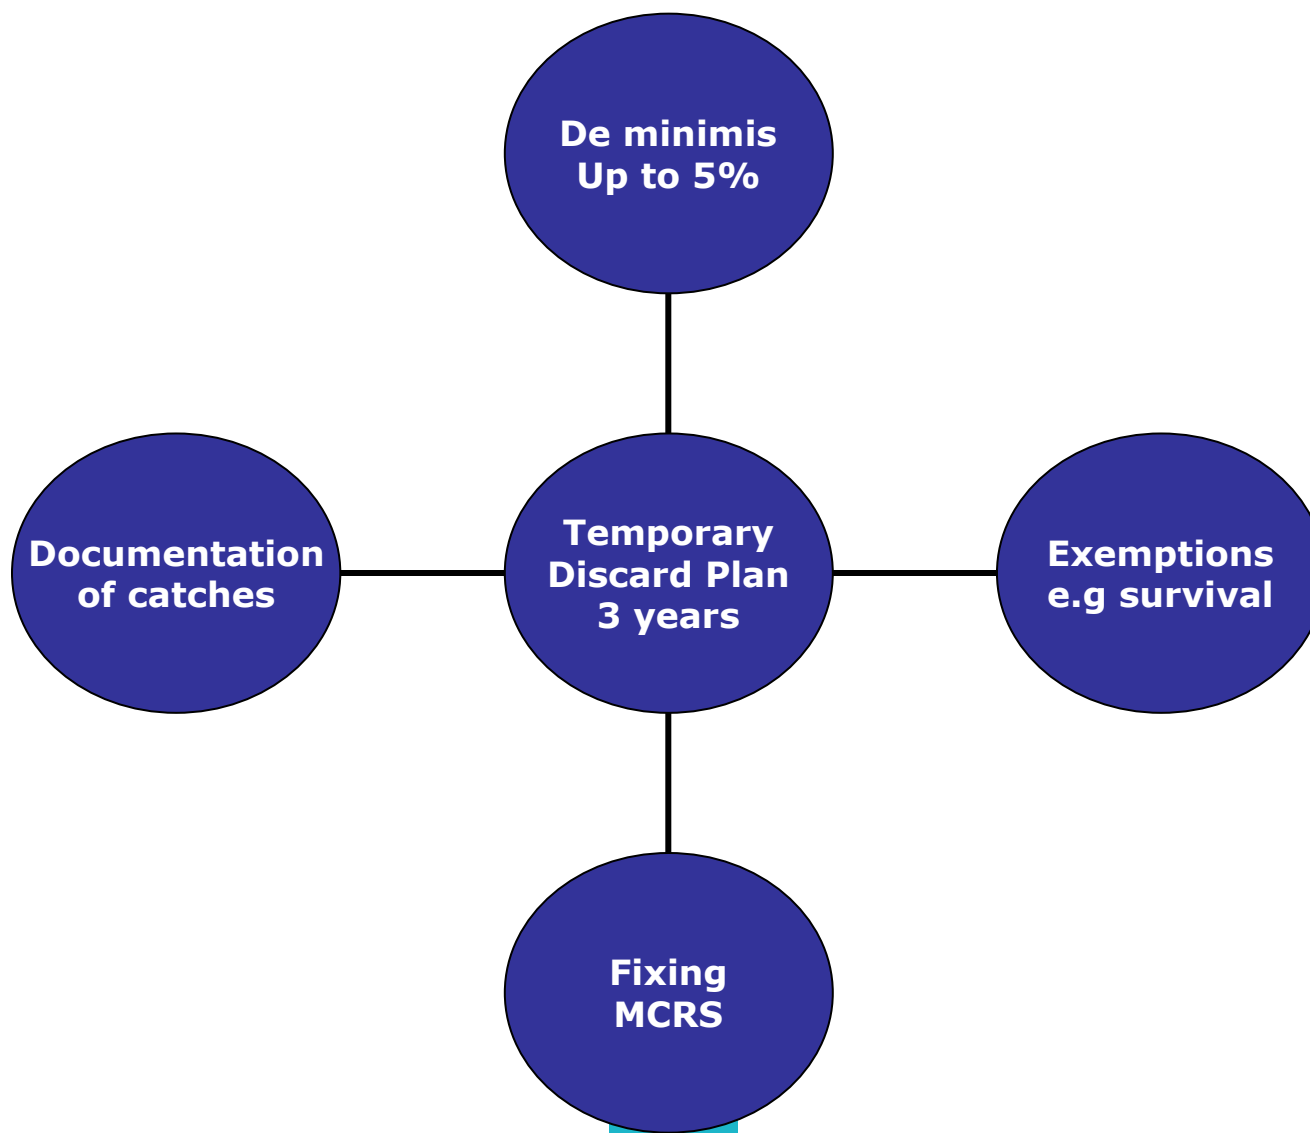 De minimis
Up to 5%
Documentation
of catches
Temporary
Discard Plan
3 years
Exemptions
e.g survival
Fixing
MCRS